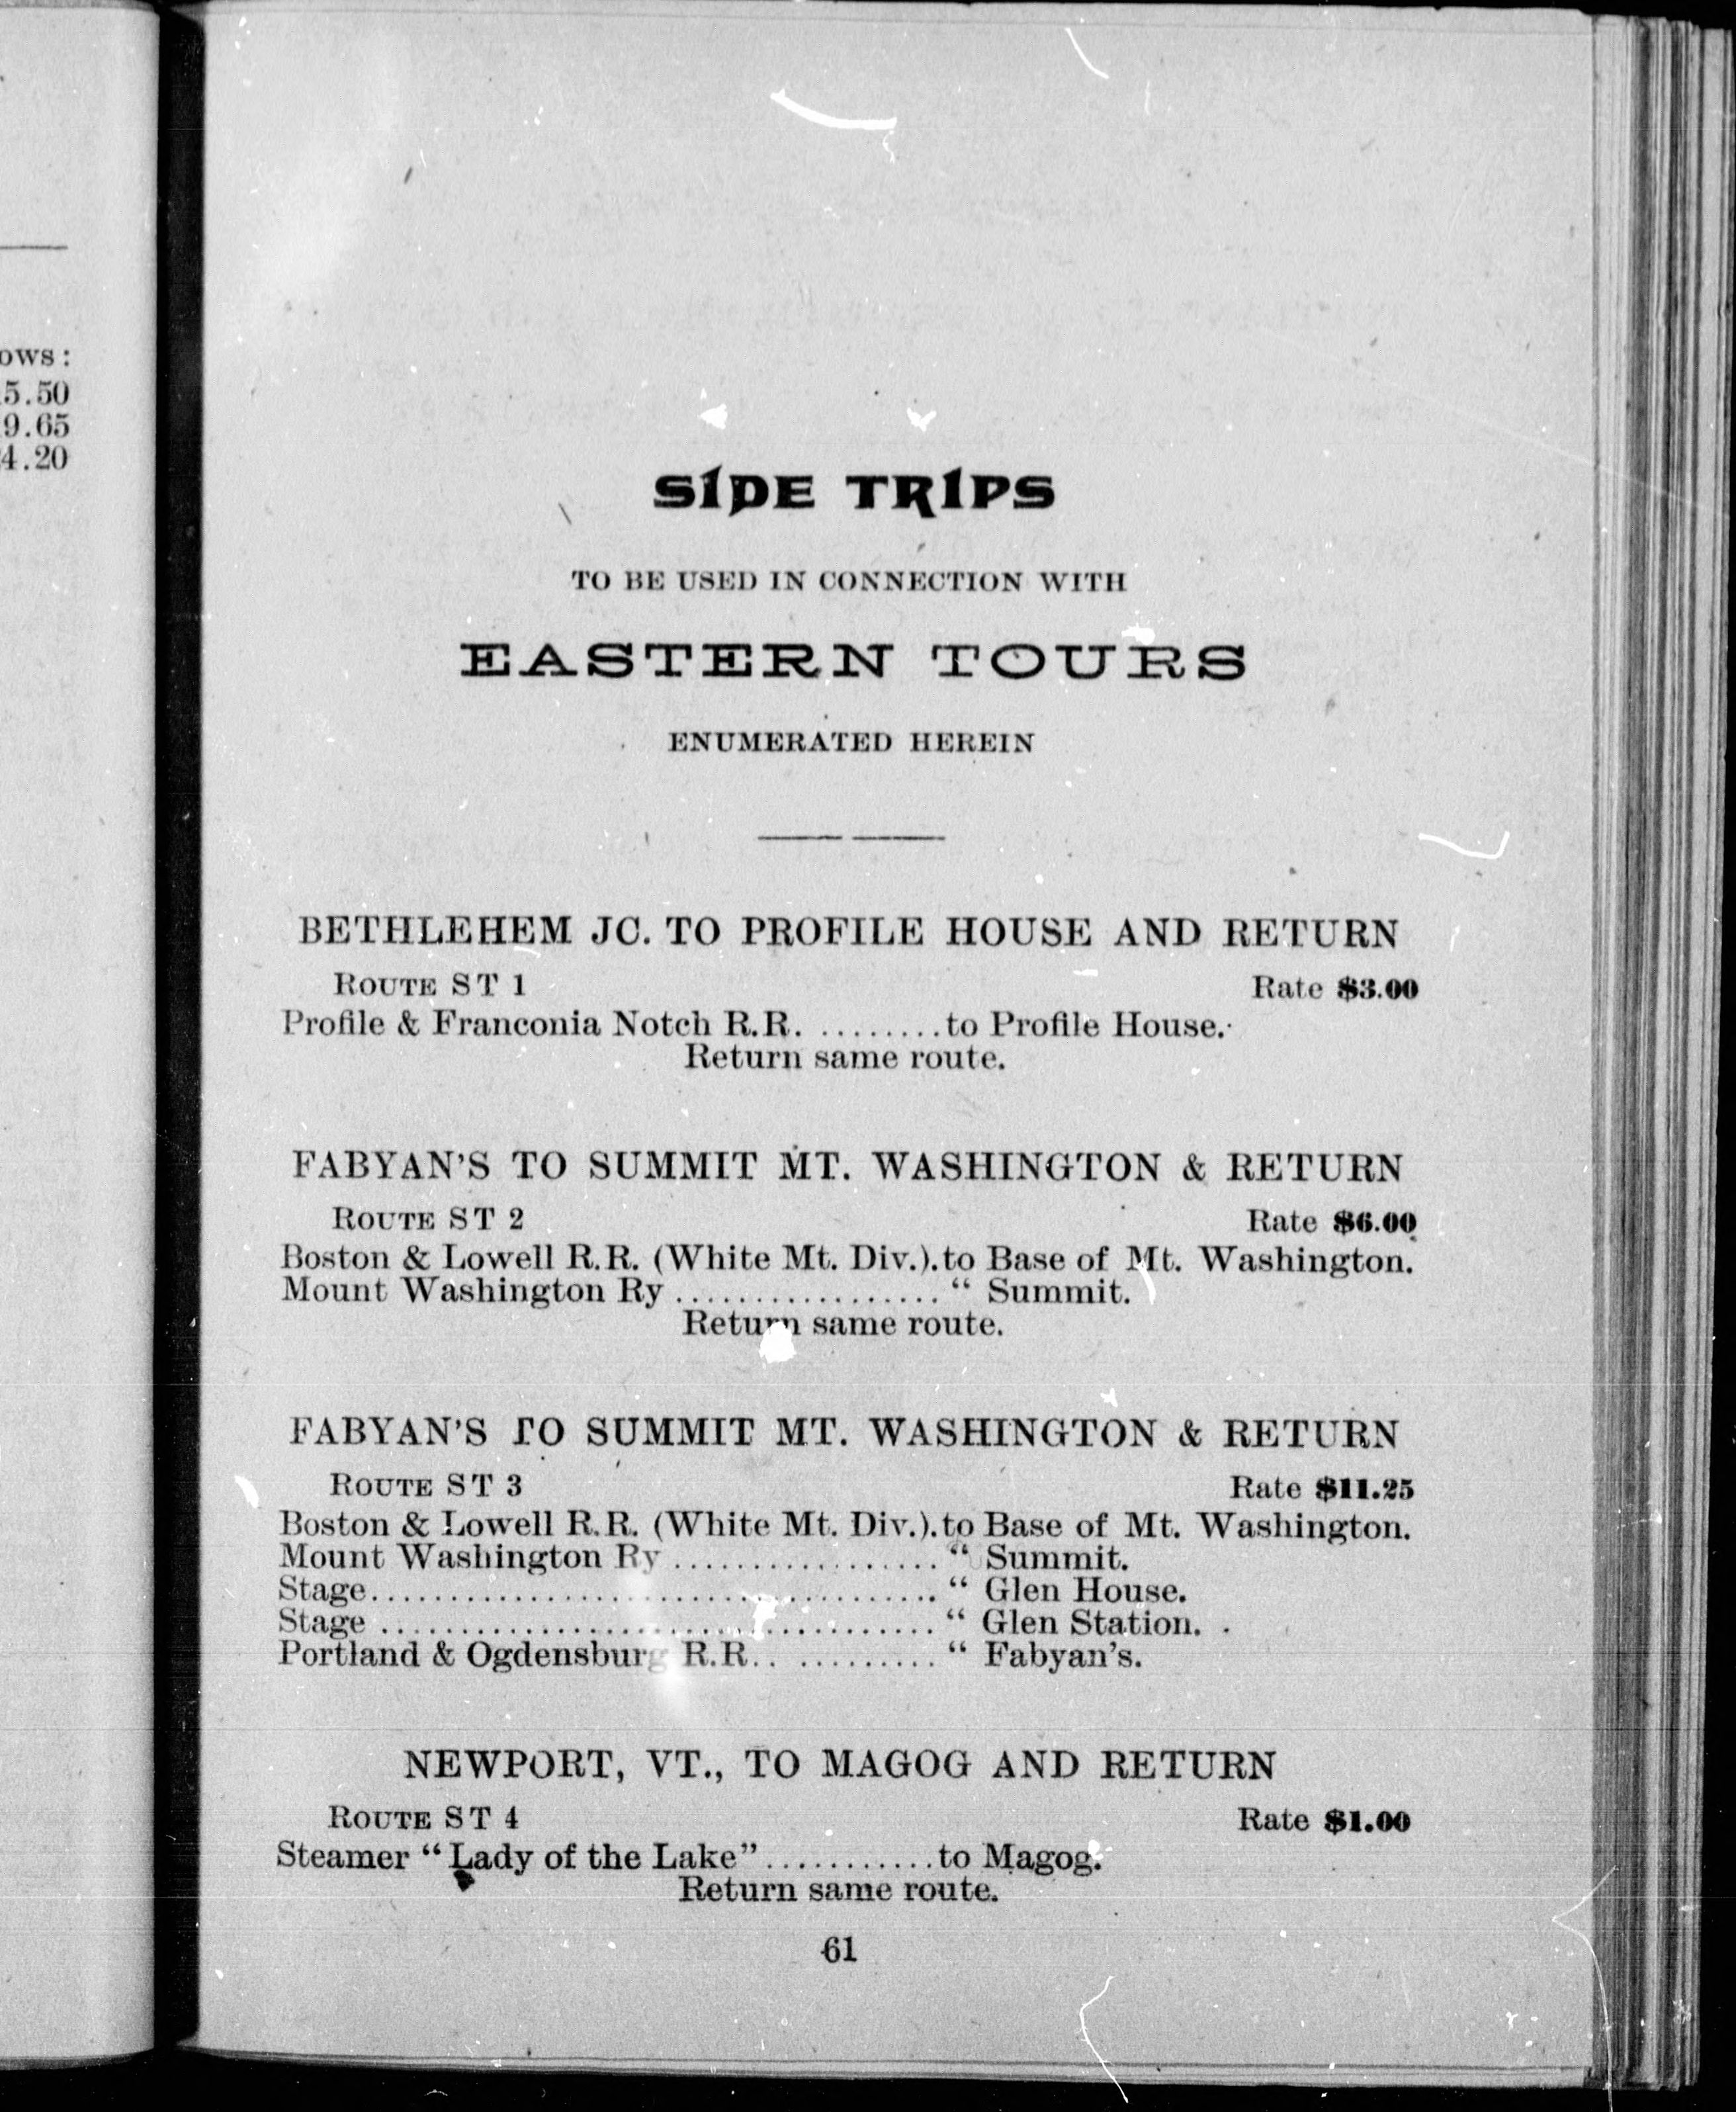 ows:
5.50
9.65
4.20
SIDE TRIPS
TO BE USED IN CONNECTION WITH
EASTERN TOURS
ENUMERATED HEREIN
BETHLEHEM JC. TO PROFILE HOUSE AND RETURN
ROUTE ST 1 Rate $3.00
Profile & Franconia Notch R.R. ........to Profile House.
Return same route.
FABYAN'S TO SUMMIT MT. WASHINGTON & RETURN
ROUTE ST 2 Rate $6.00
Boston & Lowell R.R. (White Mt. Div.).to Base of Mt. Washington.
Mount Washington Ry ................." Summit.
Return same route.
FABYAN'S TO SUMMIT MT. WASHINGTON & RETURN
ROUTE ST 3 Rate $11.25
Boston & Lowell R.R. (White Mt. Div.).to Base of Mt. Washington.
Mount Washington Ry ................." Summit.
Stage....................................." Glen House.
Stage ...................................." Glen Station.
Portland & Ogdensburg R.R.. .........." Fabyan's.
NEWPORT, VT., TO MAGOG AND RETURN
ROUTE ST 4 Rate $1.00
Steamer "Lady of the Lake"...........to Magog.
Return same route.
61